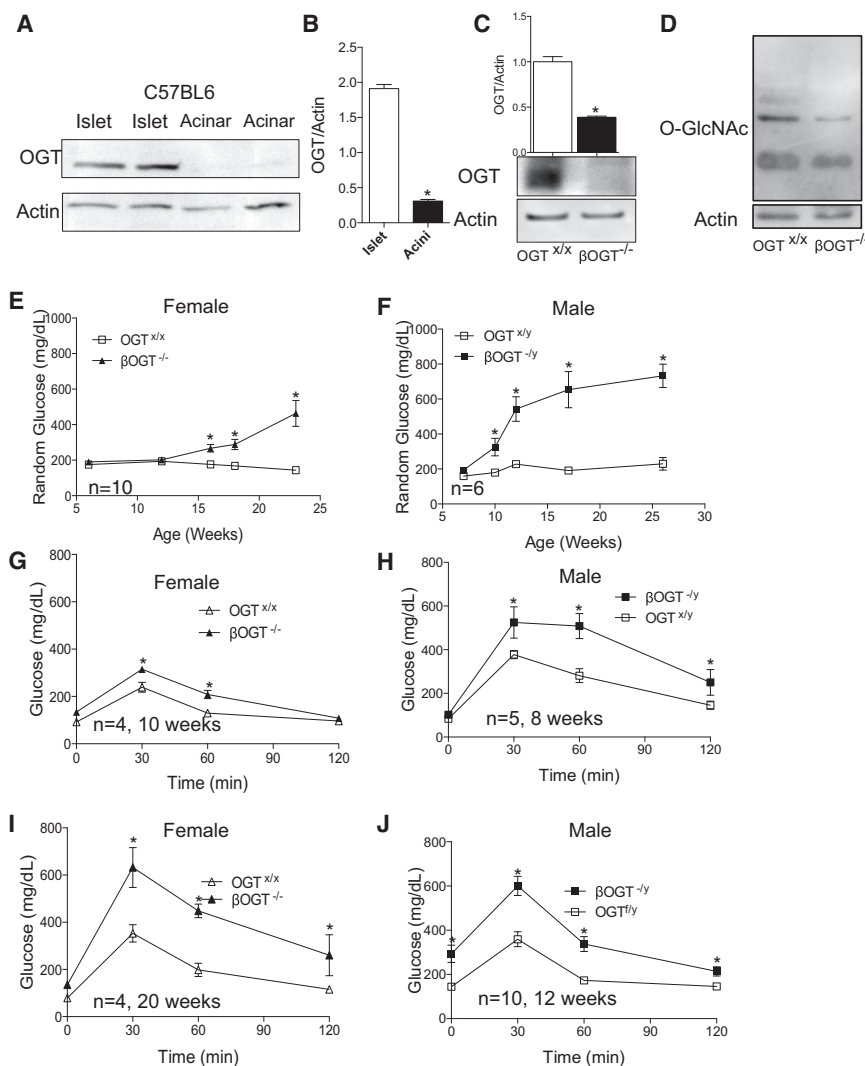 A
C57BL6
Islet Islet Acinar Acinar
OGT
Actin
B
OGT/Actin
2.5
2.0
1.5
1.0
0.5
0.0
*
Islet
Acini
C
OGT/Actin
1.5
1.0
0.5
0.0
*
OGT
Actin
OGT x/x βOGT-/-
D
O-GlcNAc
Actin
OGT x/x βOGT-/-
E
Female
OGT x/x
βOGT -/-
Random Glucose (mg/dL)
1000
800
600
400
200
0
* * *
n=10
5 10 15 20 25
Age (Weeks)
F
Male
OGT x/y
βOGT -/y
Random Glucose (mg/dL)
1000
800
600
400
200
0
* * * *
n=6
5 10 15 20 25 30
Age (Weeks)
G
Female
OGT x/x
βOGT -/-
Glucose (mg/dL)
800
600
400
200
0
* *
n=4, 10 weeks
0 30 60 90 120
Time (min)
H
Male
βOGT -/y
OGT x/y
Glucose (mg/dL)
800
600
400
200
0
* * *
n=5, 8 weeks
0 30 60 90 120
Time (min)
I
Female
OGT x/x
βOGT -/-
Glucose (mg/dL)
800
600
400
200
0
* * *
n=4, 20 weeks
0 30 60 90 120
Time (min)
J
Male
βOGT -/y
OGT f/y
Glucose (mg/dL)
800
600
400
200
0
* * * *
n=10, 12 weeks
0 30 60 90 120
Time (min)